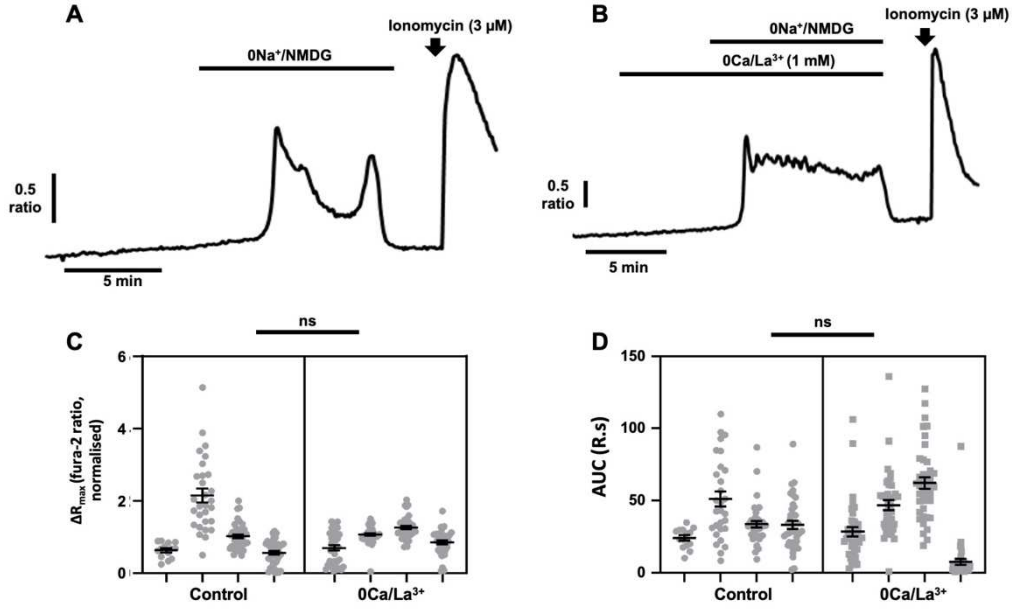 A
Ionomycin (3 µM)
0Na⁺/NMDG
0.5
ratio
5 min
B
Ionomycin (3 µM)
0Na⁺/NMDG
0Ca/La³⁺ (1 mM)
0.5
ratio
5 min
C
ns
ΔRmax (fura-2 ratio,
normalised)
6
4
2
0
Control
0Ca/La³⁺
D
ns
AUC (R.s)
150
100
50
0
Control
0Ca/La³⁺